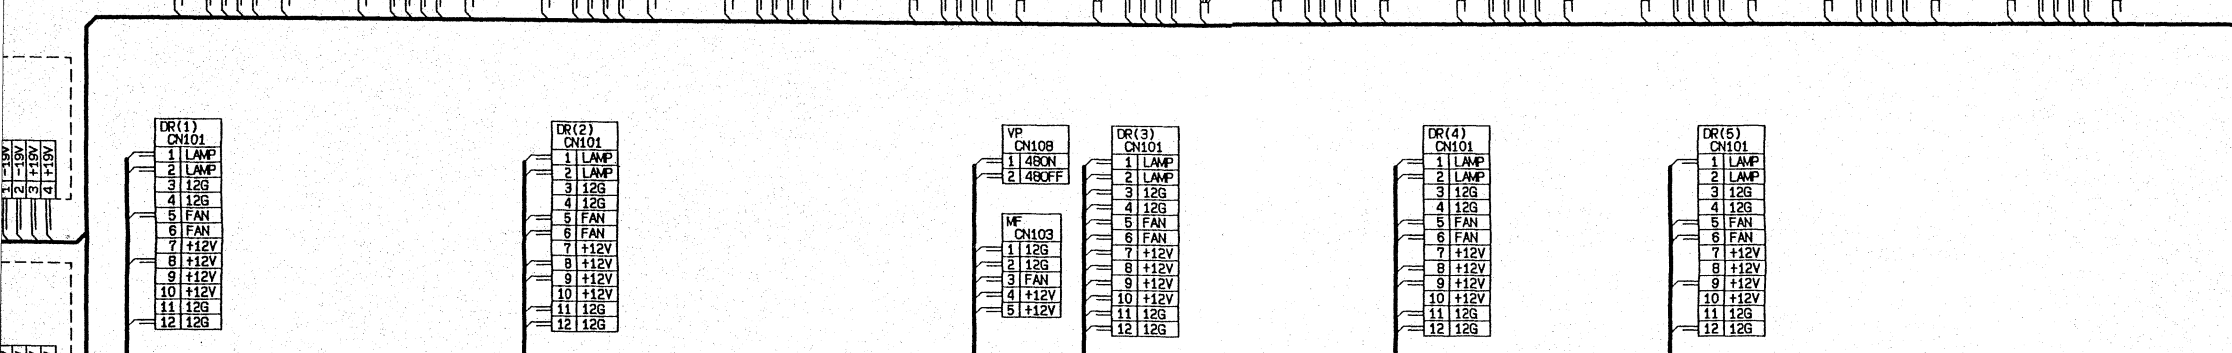 1 -19V
2 -19V
3 +19V
4 +19V
DR(1)
CN101
1 LAMP
2 LAMP
3 12G
4 12G
5 FAN
6 FAN
7 +12V
8 +12V
9 +12V
10 +12V
11 12G
12 12G
DR(2)
CN101
1 LAMP
2 LAMP
3 12G
4 12G
5 FAN
6 FAN
7 +12V
8 +12V
9 +12V
10 +12V
11 12G
12 12G
VP
CN108
1 480N
2 480FF
MF
CN103
1 12G
2 12G
3 FAN
4 +12V
5 +12V
DR(3)
CN101
1 LAMP
2 LAMP
3 12G
4 12G
5 FAN
6 FAN
7 +12V
8 +12V
9 +12V
10 +12V
11 12G
12 12G
DR(4)
CN101
1 LAMP
2 LAMP
3 12G
4 12G
5 FAN
6 FAN
7 +12V
8 +12V
9 +12V
10 +12V
11 12G
12 12G
DR(5)
CN101
1 LAMP
2 LAMP
3 12G
4 12G
5 FAN
6 FAN
7 +12V
8 +12V
9 +12V
10 +12V
11 12G
12 12G